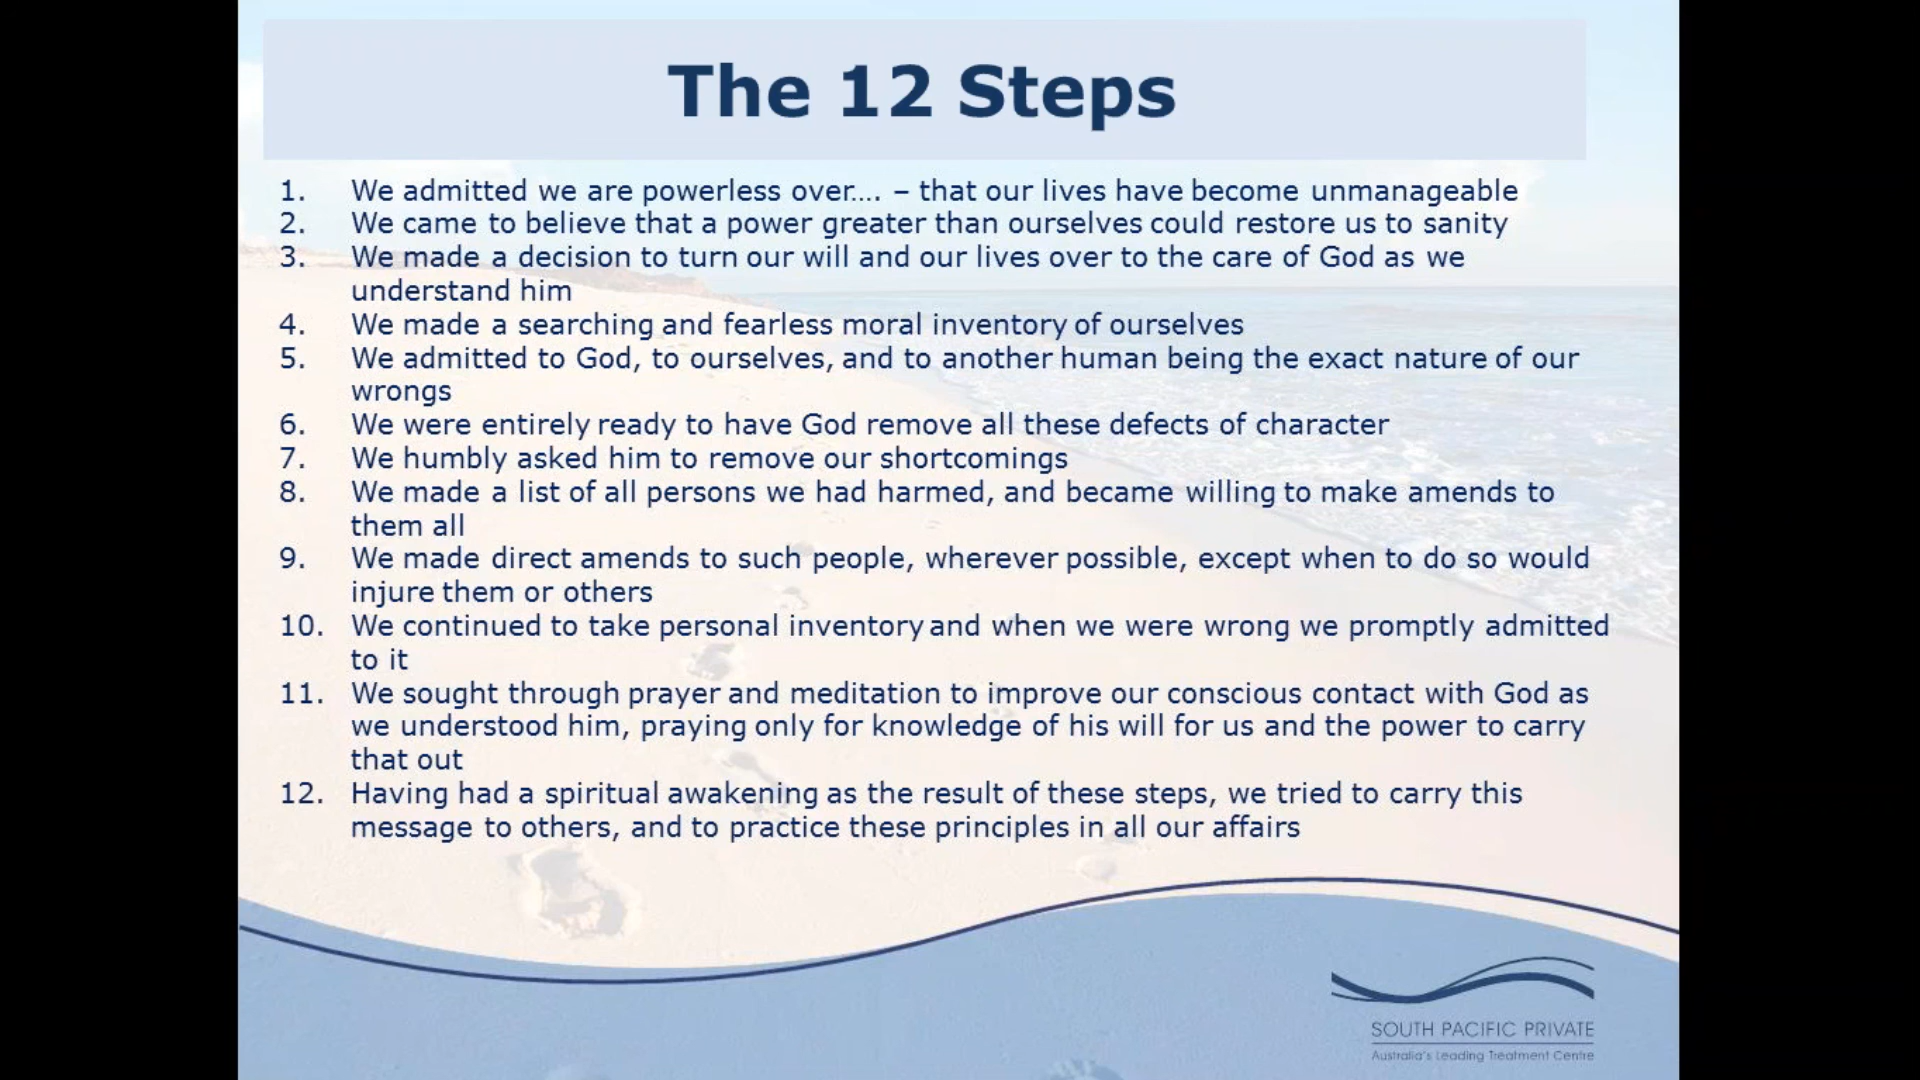 The 12 Steps
1. We admitted we are powerless over.... – that our lives have become unmanageable
2. We came to believe that a power greater than ourselves could restore us to sanity
3. We made a decision to turn our will and our lives over to the care of God as we
understand him
4. We made a searching and fearless moral inventory of ourselves
5. We admitted to God, to ourselves, and to another human being the exact nature of our
wrongs
6. We were entirely ready to have God remove all these defects of character
7. We humbly asked him to remove our shortcomings
8. We made a list of all persons we had harmed, and became willing to make amends to
them all
9. We made direct amends to such people, wherever possible, except when to do so would
injure them or others
10. We continued to take personal inventory and when we were wrong we promptly admitted
to it
11. We sought through prayer and meditation to improve our conscious contact with God as
we understood him, praying only for knowledge of his will for us and the power to carry
that out
12. Having had a spiritual awakening as the result of these steps, we tried to carry this
message to others, and to practice these principles in all our affairs
SOUTH PACIFIC PRIVATE
Australia's Leading Treatment Centre